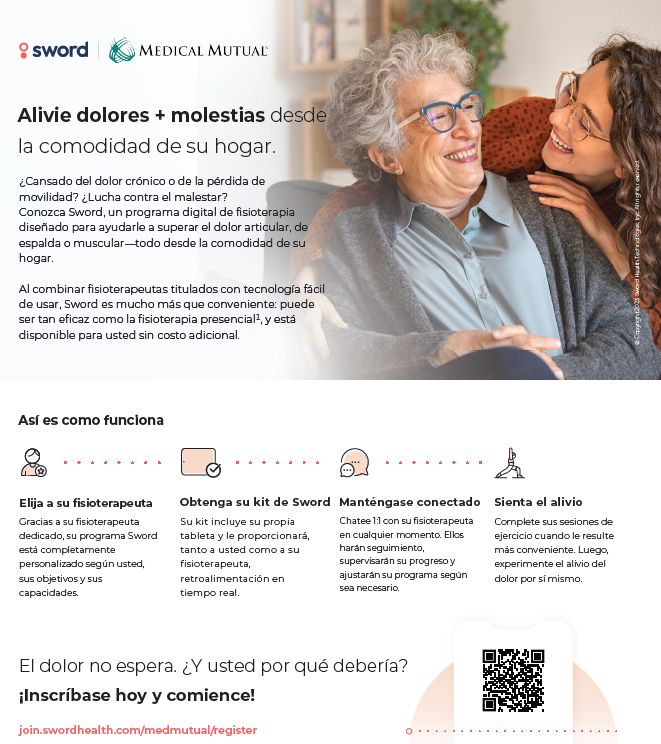 sword
MEDICAL MUTUAL
Alivie dolores + molestias desde
la comodidad de su hogar.
¿Cansado del dolor crónico o de la pérdida de
movilidad? ¿Lucha contra el malestar?
Conozca Sword, un programa digital de fisioterapia
diseñado para ayudarle a superar el dolor articular, de
espalda o muscular—todo desde la comodidad de su
hogar.
Al combinar fisioterapeutas titulados con tecnología fácil
de usar, Sword es mucho más que conveniente: puede
ser tan eficaz como la fisioterapia presencial¹, y está
disponible para usted sin costo adicional.
© Copyright 2023 Sword Health Technologies, Inc. All rights reserved
Así es como funciona
Elija a su fisioterapeuta
Gracias a su fisioterapeuta
dedicado, su programa Sword
está completamente
personalizado según usted,
sus objetivos y sus
capacidades.
Obtenga su kit de Sword
Su kit incluye su propia
tableta y le proporcionará,
tanto a usted como a su
fisioterapeuta,
retroalimentación en
tiempo real.
Manténgase conectado
Chatee 1:1 con su fisioterapeuta
en cualquier momento. Ellos
harán seguimiento,
supervisarán su progreso y
ajustarán su programa según
sea necesario.
Sienta el alivio
Complete sus sesiones de
ejercicio cuando le resulte
más conveniente. Luego,
experimente el alivio del
dolor por sí mismo.
El dolor no espera. ¿Y usted por qué debería?
¡Inscríbase hoy y comience!
join.swordhealth.com/medmutual/register